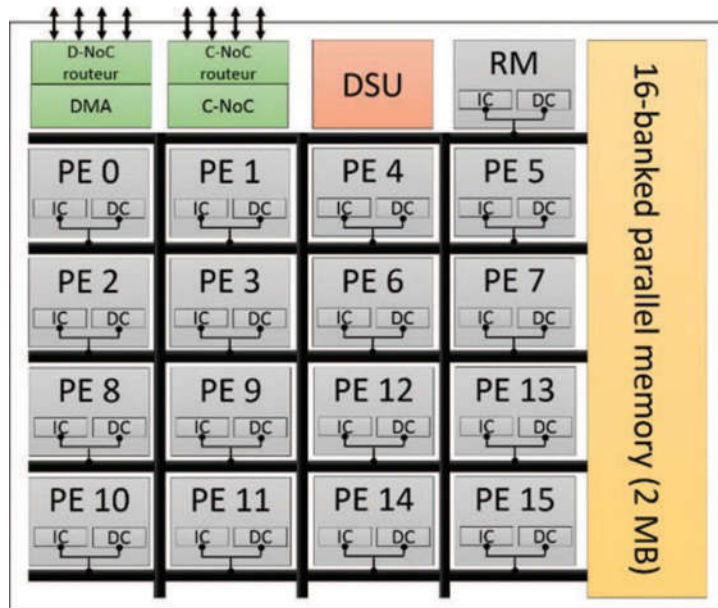 D-NoC
routeur
DMA
C-NoC
routeur
C-NoC
DSU
RM
IC DC
16-banked parallel memory (2 MB)
PE 0
IC DC
PE 1
IC DC
PE 4
IC DC
PE 5
IC DC
PE 2
IC DC
PE 3
IC DC
PE 6
IC DC
PE 7
IC DC
PE 8
IC DC
PE 9
IC DC
PE 12
IC DC
PE 13
IC DC
PE 10
IC DC
PE 11
IC DC
PE 14
IC DC
PE 15
IC DC